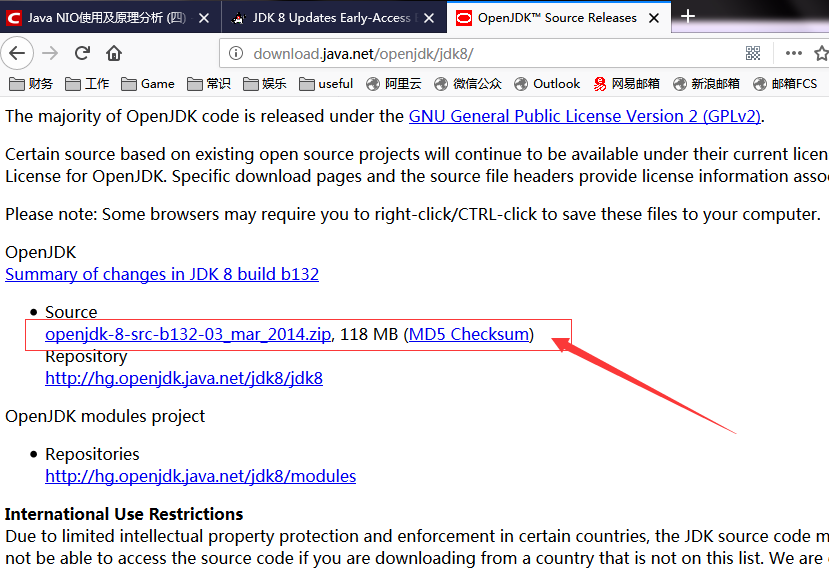 Java NIO使用及原理分析 (四)
JDK 8 Updates Early-Access
OpenJDK™ Source Releases
download.java.net/openjdk/jdk8/
财务 工作 Game 常识 娱乐 useful 阿里云 微信公众 Outlook 网易邮箱 新浪邮箱 邮箱FCS
The majority of OpenJDK code is released under the GNU General Public License Version 2 (GPLv2).
Certain source based on existing open source projects will continue to be available under their current licen
License for OpenJDK. Specific download pages and the source file headers provide license information asso
Please note: Some browsers may require you to right-click/CTRL-click to save these files to your computer.
OpenJDK
Summary of changes in JDK 8 build b132
Source
openjdk-8-src-b132-03_mar_2014.zip, 118 MB (MD5 Checksum)
Repository
http://hg.openjdk.java.net/jdk8/jdk8
OpenJDK modules project
Repositories
http://hg.openjdk.java.net/jdk8/modules
International Use Restrictions
Due to limited intellectual property protection and enforcement in certain countries, the JDK source code m
not be able to access the source code if you are downloading from a country that is not on this list. We are